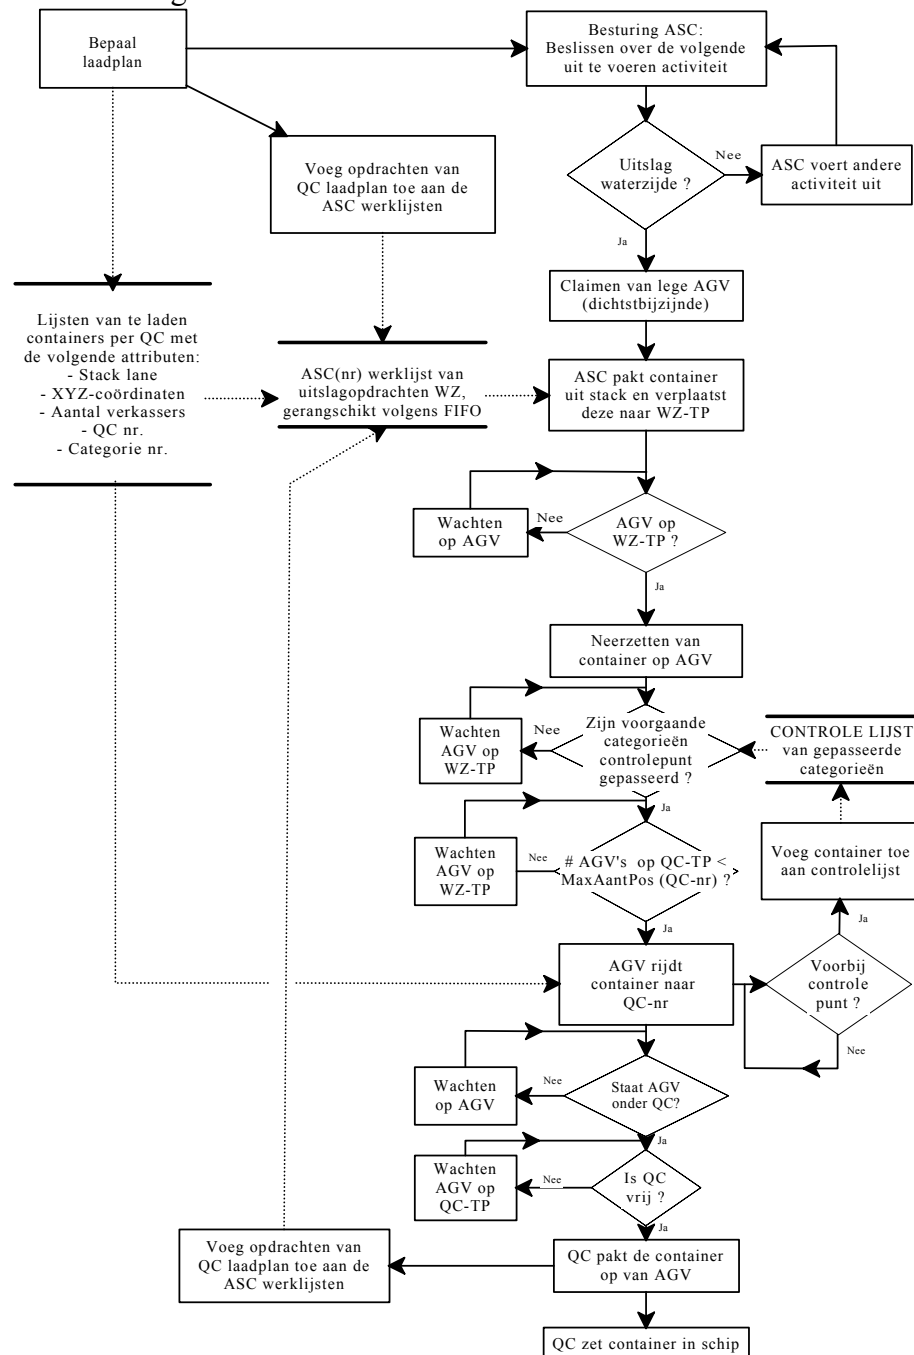 Bepaal
laadplan
Besturing ASC:
Beslissen over de volgende
uit te voeren activiteit
Voeg opdrachten van
QC laadplan toe aan de
ASC werklijsten
Uitslag
waterzijde ?
Nee
ASC voert andere
activiteit uit
Ja
Claimen van lege AGV
(dichtstbijzijnde)
Lijsten van te laden
containers per QC met
de volgende attributen:
- Stack lane
- XYZ-coördinaten
- Aantal verkassers
- QC nr.
- Categorie nr.
ASC(nr) werklijst van
uitslagopdrachten WZ,
gerangschikt volgens FIFO
ASC pakt container
uit stack en verplaatst
deze naar WZ-TP
Wachten
op AGV
Nee
AGV op
WZ-TP ?
Ja
Neerzetten van
container op AGV
Wachten
AGV op
WZ-TP
Nee
Zijn voorgaande
categorieën
controlepunt
gepasseerd ?
CONTROLE LIJST
van gepasseerde
categorieën
Ja
Wachten
AGV op
WZ-TP
Nee
# AGV's op QC-TP <
MaxAantPos (QC-nr) ?
Voeg container toe
aan controlelijst
Ja
Ja
AGV rijdt
container naar
QC-nr
Voorbij
controle
punt ?
Nee
Wachten
op AGV
Nee
Staat AGV
onder QC?
Ja
Wachten
AGV op
QC-TP
Nee
Is QC
vrij ?
Ja
Voeg opdrachten van
QC laadplan toe aan de
ASC werklijsten
QC pakt de container
op van AGV
QC zet container in schip